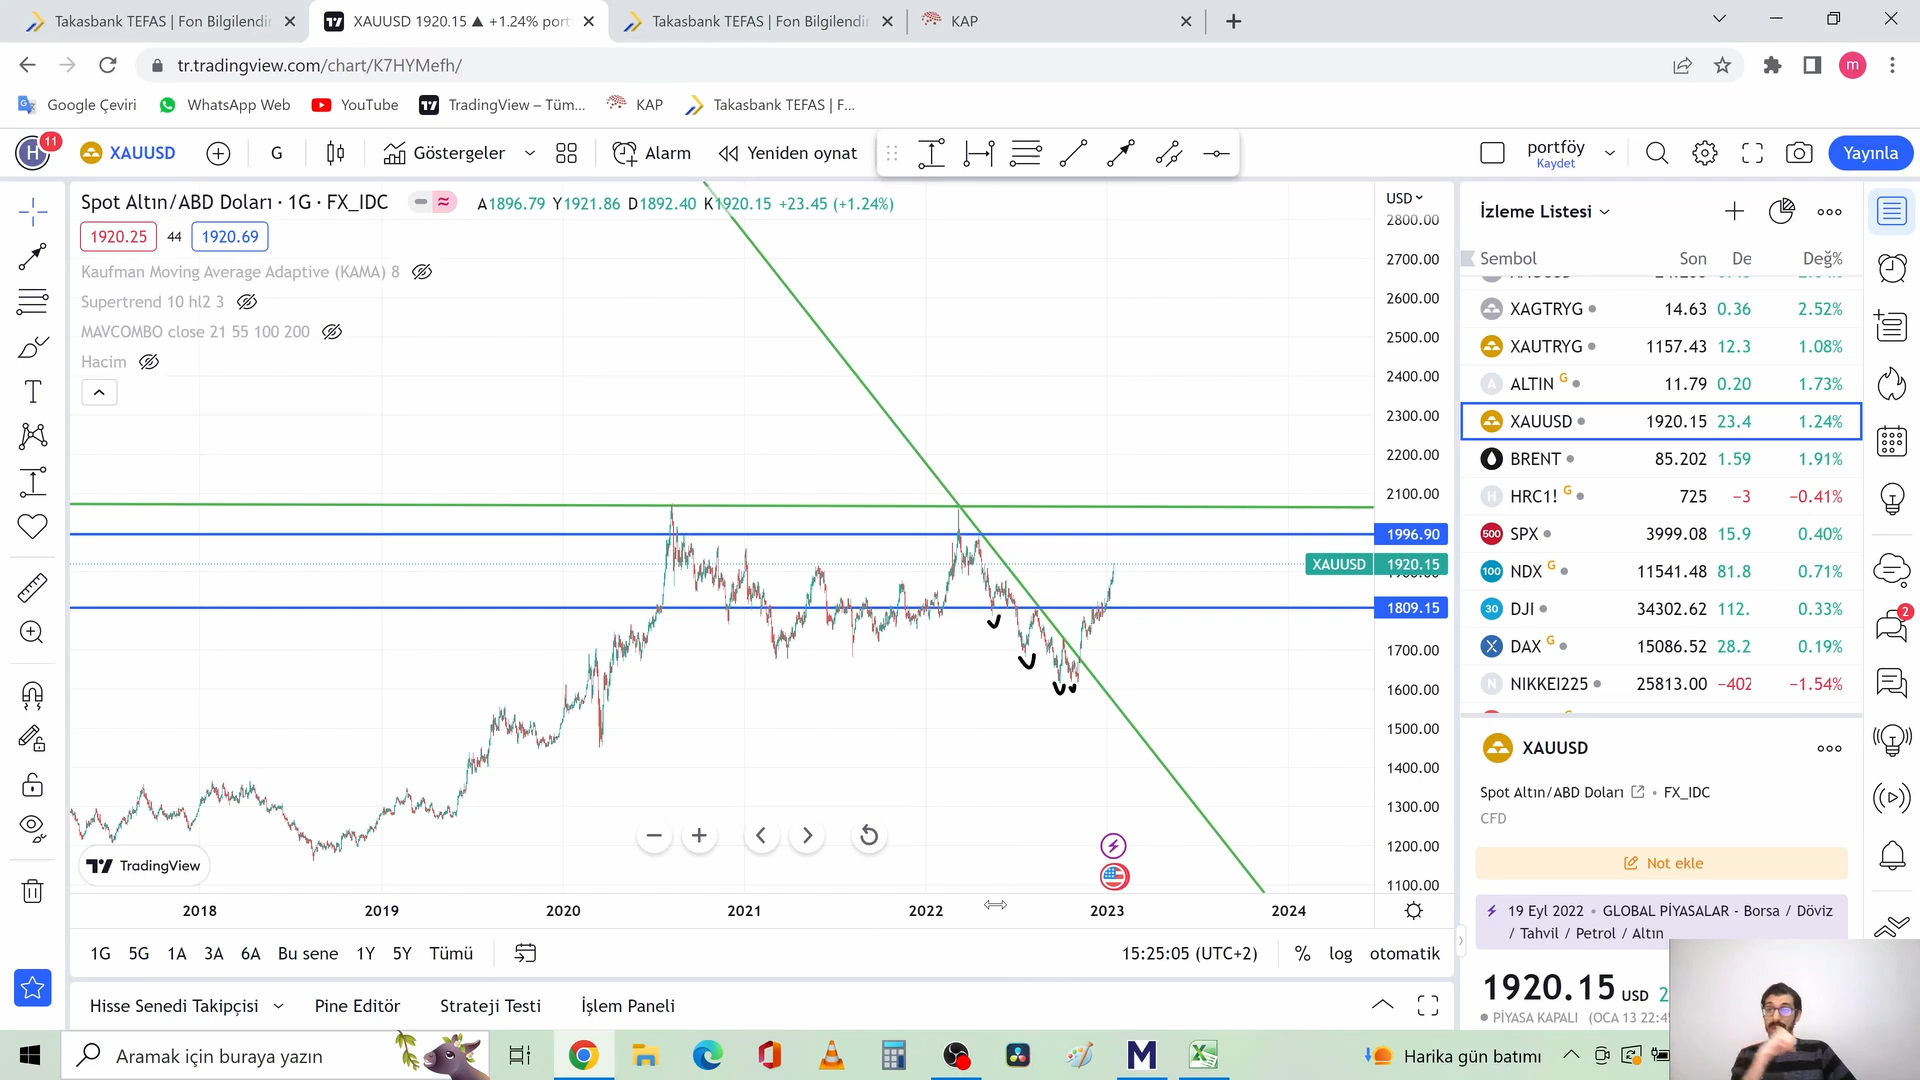 Takasbank TEFAS | Fon Bilgilendir
XAUUSD 1920.15 ▲ +1.24% port
Takasbank TEFAS | Fon Bilgilendir
KAP
tr.tradingview.com/chart/K7HYMefh/
m
Google Çeviri
WhatsApp Web
YouTube
TradingView – Tüm...
KAP
Takasbank TEFAS | F...
H
11
XAUUSD
G
Göstergeler
Alarm
Yeniden oynat
portföy
Kaydet
Yayınla
Spot Altın/ABD Doları · 1G · FX_IDC
A1896.79 Y1921.86 D1892.40 K1920.15 +23.45 (+1.24%)
1920.25 44 1920.69
Kaufman Moving Average Adaptive (KAMA) 8
Supertrend 10 hl2 3
MAVCOMBO close 21 55 100 200
Hacim
USD
2800.00
2700.00
2600.00
2500.00
2400.00
2300.00
2200.00
2100.00
1996.90
XAUUSD 1920.15
1809.15
1700.00
1600.00
1500.00
1400.00
1300.00
1200.00
1100.00
TradingView
2018 2019 2020 2021 2022 2023 2024
1G 5G 1A 3A 6A Bu sene 1Y 5Y Tümü
15:25:05 (UTC+2) % log otomatik
Hisse Senedi Takipçisi
Pine Editör
Strateji Testi
İşlem Paneli
İzleme Listesi
Sembol Son De Değ%
XAGTRYG 14.63 0.36 2.52%
XAUTRYG 1157.43 12.3 1.08%
A ALTIN G 11.79 0.20 1.73%
XAUUSD 1920.15 23.4 1.24%
BRENT 85.202 1.59 1.91%
H HRC1! G 725 −3 −0.41%
500 SPX 3999.08 15.9 0.40%
100 NDX G 11541.48 81.8 0.71%
30 DJI 34302.62 112. 0.33%
X DAX G 15086.52 28.2 0.19%
N NIKKEI225 25813.00 −402 −1.54%
2
XAUUSD
Spot Altın/ABD Doları • FX_IDC
CFD
Not ekle
19 Eyl 2022 • GLOBAL PİYASALAR - Borsa / Döviz
/ Tahvil / Petrol / Altın
1920.15 USD 2
PİYASA KAPALI (OCA 13 22:45
Aramak için buraya yazın
Harika gün batımı